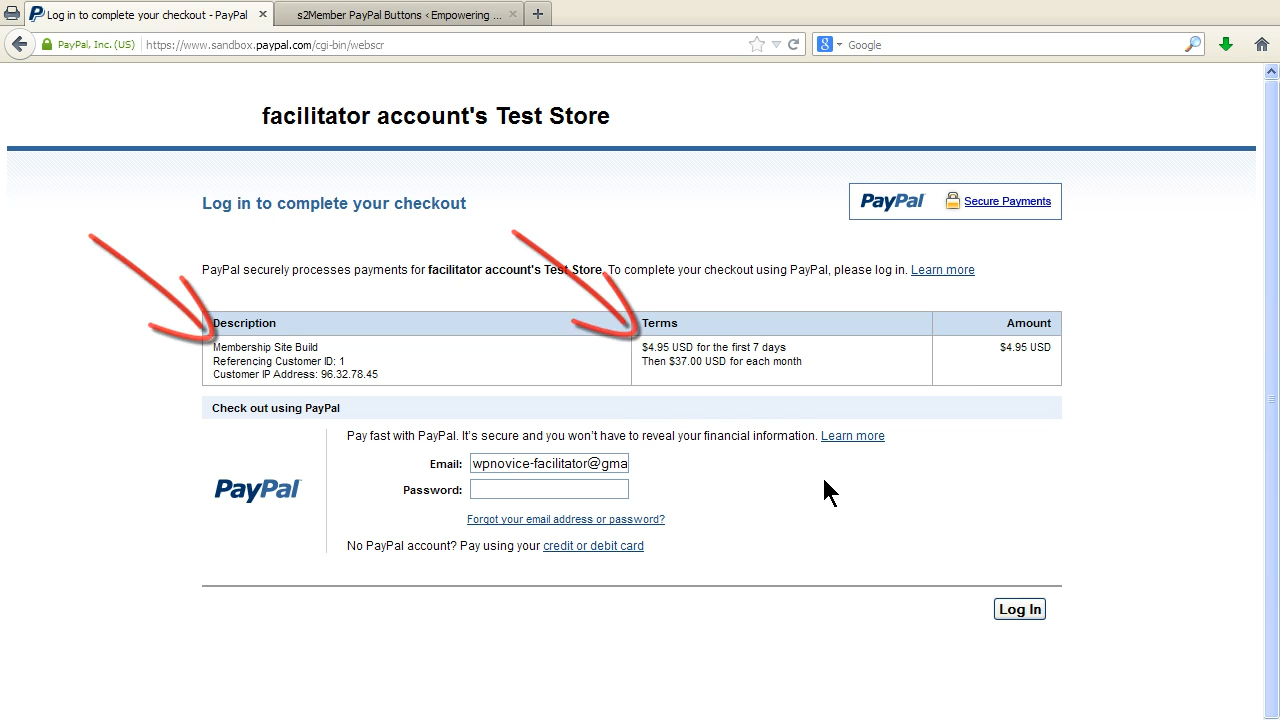 Log in to complete your checkout - PayPal
s2Member PayPal Buttons ‹ Empowering ...
PayPal, Inc. (US)
https://www.sandbox.paypal.com/cgi-bin/webscr
Google
facilitator account's Test Store
Log in to complete your checkout
PayPal Secure Payments
PayPal securely processes payments for facilitator account's Test Store. To complete your checkout using PayPal, please log in. Learn more
Description Terms Amount
Membership Site Build $4.95 USD for the first 7 days $4.95 USD
Referencing Customer ID: 1 Then $37.00 USD for each month
Customer IP Address: 96.32.78.45
Check out using PayPal
Pay fast with PayPal. It's secure and you won't have to reveal your financial information. Learn more
Email: wpnovice-facilitator@gma
PayPal
Password:
Forgot your email address or password?
No PayPal account? Pay using your credit or debit card
Log In